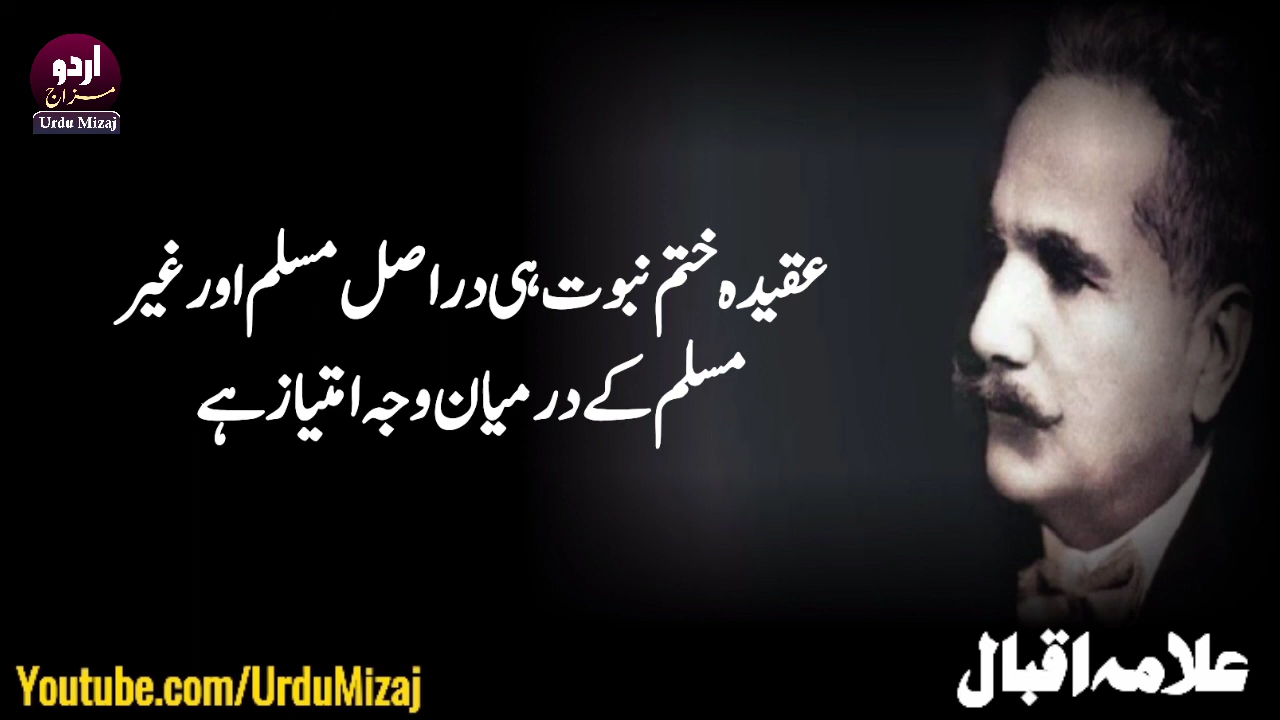 اردو
مزاج
Urdu Mizaj
عقیدہ ختم نبوت ہی دراصل مسلم اور غیر
مسلم کے درمیان وجہ امتیاز ہے
علامہ اقبال
Youtube.com/UrduMizaj